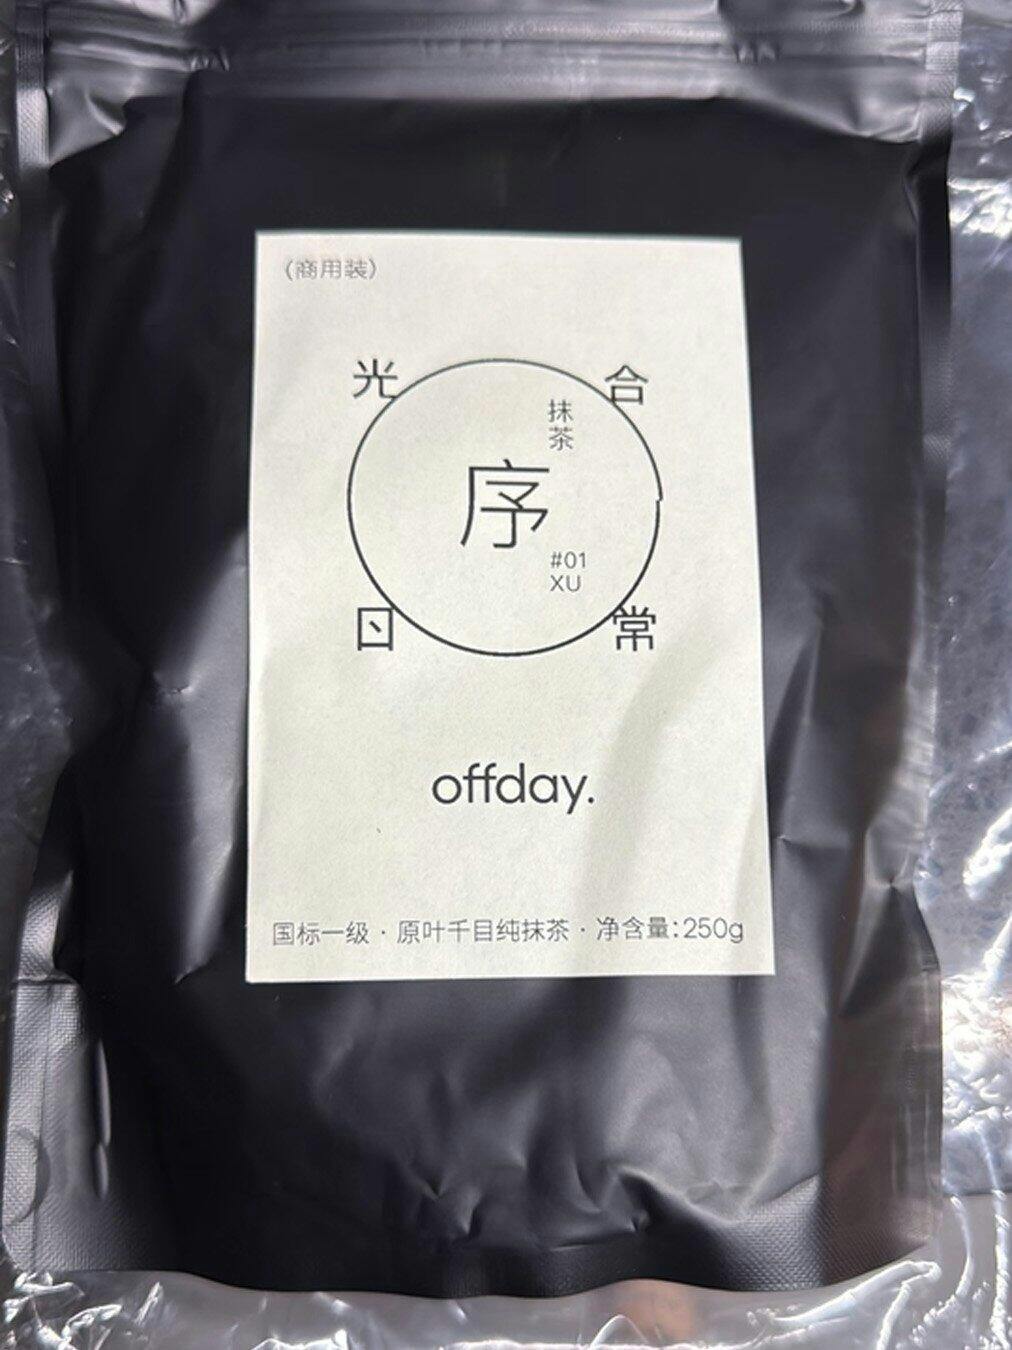 （商用装）
光 合
抹
茶
序
#01
XU
日 常
offday.
国标一级 · 原叶千目纯抹茶 · 净含量：250g